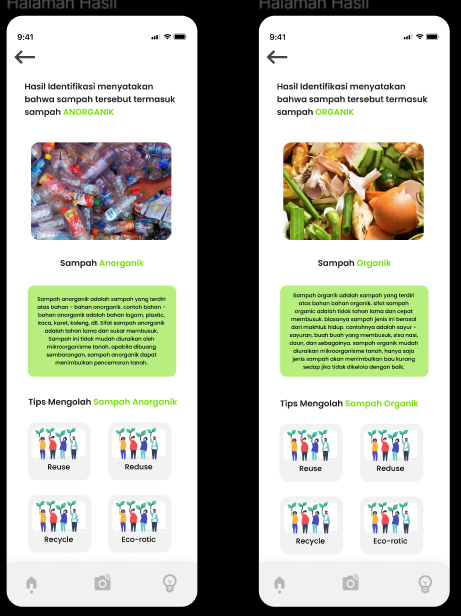 Halaman Hasil
9:41
Hasil Identifikasi menyatakan
bahwa sampah tersebut termasuk
sampah ANORGANIK
Sampah Anorganik
Sampah anorganik adalah sampah yang terdiri
atas bahan - bahan anorganik, contoh bahan -
bahan anorganik adalah bahan logam, plastic,
kaca, karet, kaleng, dll. Sifat sampah anorganik
adalah tahan lama dan sukar membusuk.
Sampah ini tidak mudah diuraikan oleh
mikroorganisme tanah. apabila dibuang
sembarangan, sampah anorganik dapat
menimbulkan pencemaran tanah.
Tips Mengolah Sampah Anorganik
Reuse
Reduse
Recycle
Eco-rotic
Halaman Hasil
9:41
Hasil Identifikasi menyatakan
bahwa sampah tersebut termasuk
sampah ORGANIK
Sampah Organik
Sampah organik adalah sampah yang terdiri
atas bahan bahan organik. sifat sampah
organic adalah tidak tahan lama dan cepat
membusuk. biasanya sampah jenis ini berasal
dari makhluk hidup. contohnya adalah sayur -
sayuran, buah buah yang membusuk, sisa nasi,
daun, dan sebagainya. sampah organik mudah
diuraikan mikroorganisme tanah, hanya saja
jenis sampah akan menimbulkan bau kurang
sedap jika tidak dikelola dengan baik.
Tips Mengolah Sampah Organik
Reuse
Reduse
Recycle
Eco-rotic